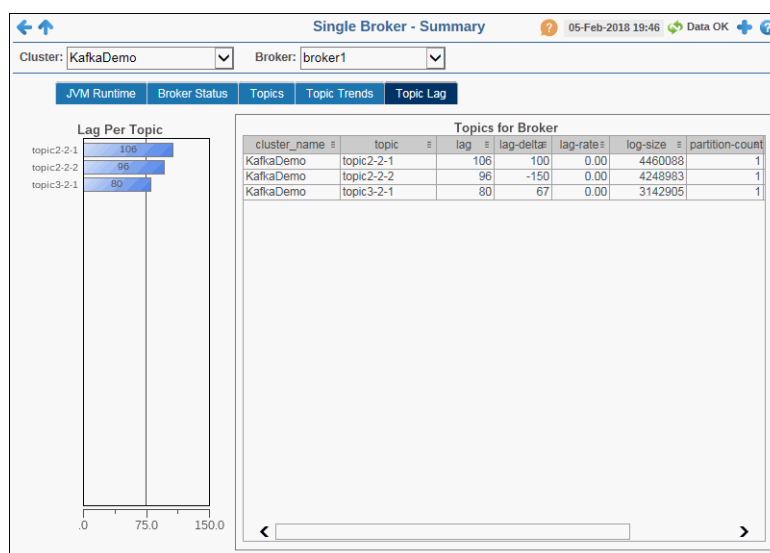 Single Broker - Summary 05-Feb-2018 19:46 Data OK
Cluster: KafkaDemo Broker: broker1
JVM Runtime Broker Status Topics Topic Trends Topic Lag
Lag Per Topic
topic2-2-1 106
topic2-2-2 96
topic3-2-1 80
.0 75.0 150.0
Topics for Broker
cluster_name topic lag lag-delta lag-rate log-size partition-count
KafkaDemo topic2-2-1 106 100 0.00 4460088 1
KafkaDemo topic2-2-2 96 -150 0.00 4248983 1
KafkaDemo topic3-2-1 80 67 0.00 3142905 1